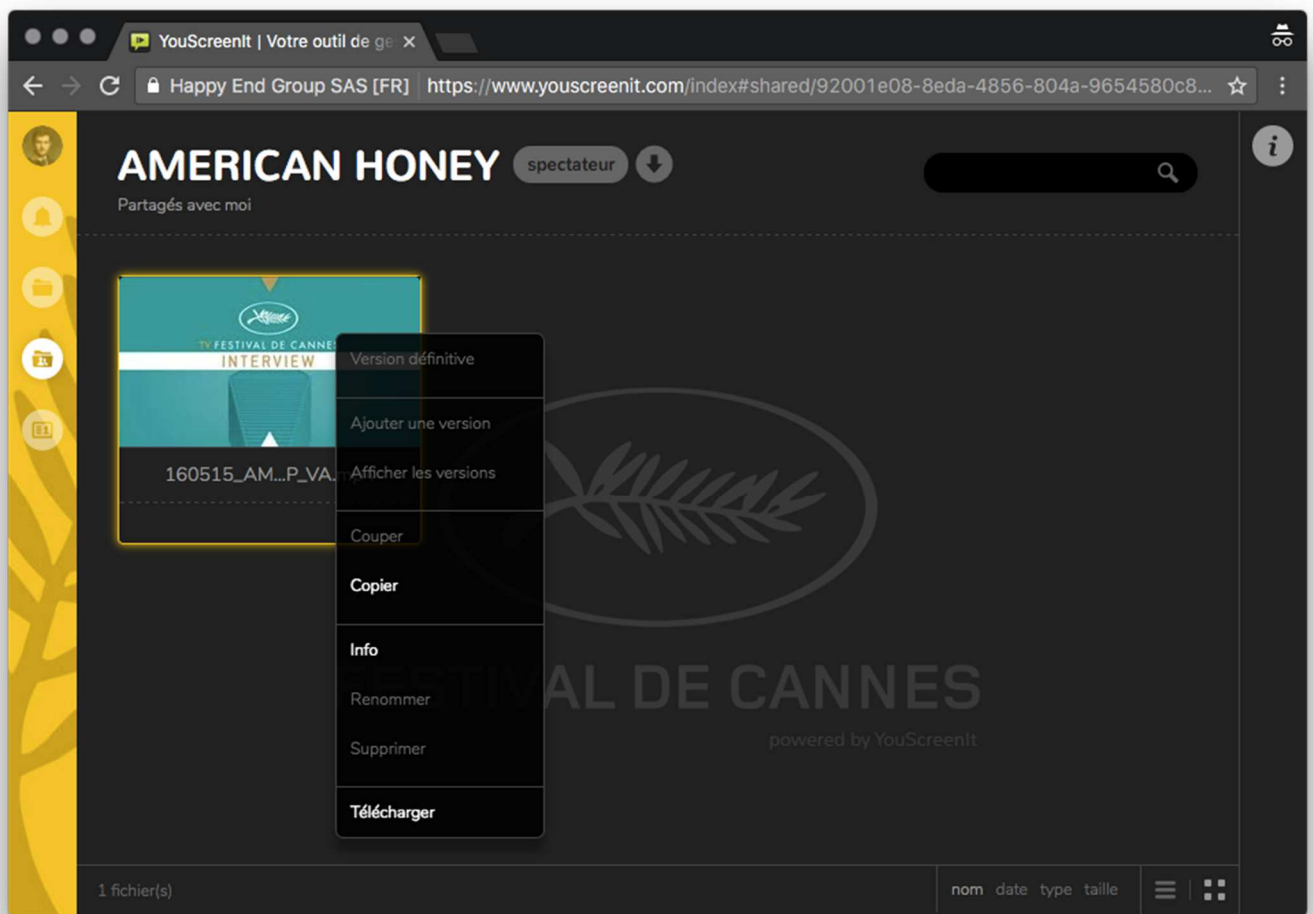 YouScreenIt | Votre outil de ge
Happy End Group SAS [FR] https://www.youscreenit.com/index#shared/92001e08-8eda-4856-804a-9654580c8...
AMERICAN HONEY spectateur
Partagés avec moi
TV FESTIVAL DE CANNES
INTERVIEW
160515_AM...P_VA.mp4
Version définitive
Ajouter une version
Afficher les versions
Couper
Copier
Info
Renommer
Supprimer
Télécharger
FESTIVAL DE CANNES
powered by YouScreenIt
1 fichier(s)
nom date type taille